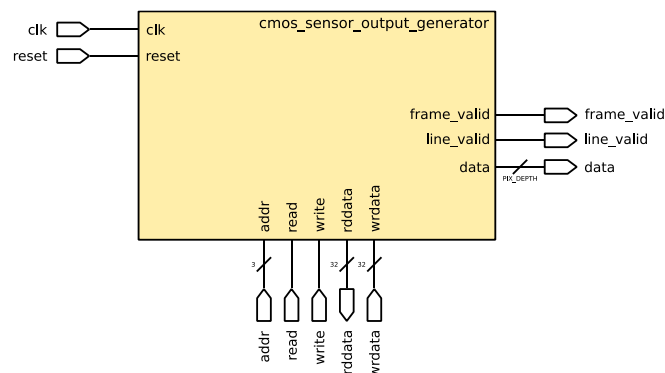 cmos_sensor_output_generator
clk clk
reset reset
frame_valid frame_valid
line_valid line_valid
data PIX_DEPTH data
addr read write rddata wrdata
3 32 32
addr read write rddata wrdata